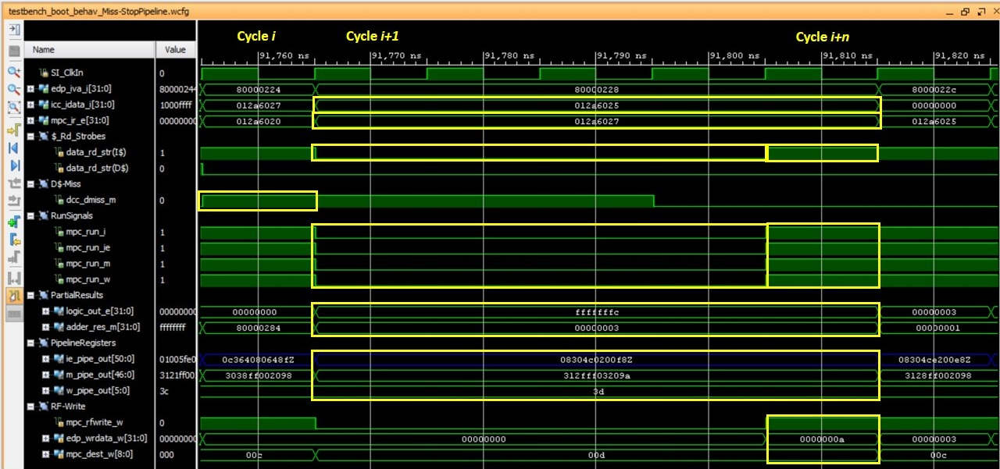 testbench_boot_behav_Miss-StopPipeline.wcfg
Cycle i Cycle i+1 Cycle i+n
Name Value
91,760 ns 91,770 ns 91,780 ns 91,790 ns 91,800 ns 91,810 ns 91,820 ns
SI_ClkIn 0
edp_iva_i[31:0] 80000244 80000224 80000228 8000022c
icc_idata_i[31:0] 1000ffff 012a6027 012a6025 00000000
mpc_ir_e[31:0] 00000000 012a6020 012a6027 012a6025
$_Rd_Strobes
data_rd_str(I$) 1
data_rd_str(D$) 0
D$-Miss
dcc_dmiss_m 0
RunSignals
mpc_run_i 1
mpc_run_ie 1
mpc_run_m 1
mpc_run_w 1
PartialResults
logic_out_e[31:0] 00000000 00000000 fffffffc 00000003
adder_res_m[31:0] ffffffff 80000284 00000003 00000001
PipelineRegisters
ie_pipe_out[50:0] 01005fe0 0c364080648fZ 08304c0200f8Z 08304ce200e8Z
m_pipe_out[46:0] 3121ff00 3038ff002098 312fff03209a 3128ff002098
w_pipe_out[5:0] 3c 3d
RF-Write
mpc_rfwrite_w 0
edp_wrdata_w[31:0] 00000000 00000000 0000000a 00000003
mpc_dest_w[8:0] 000 00c 00d 00c